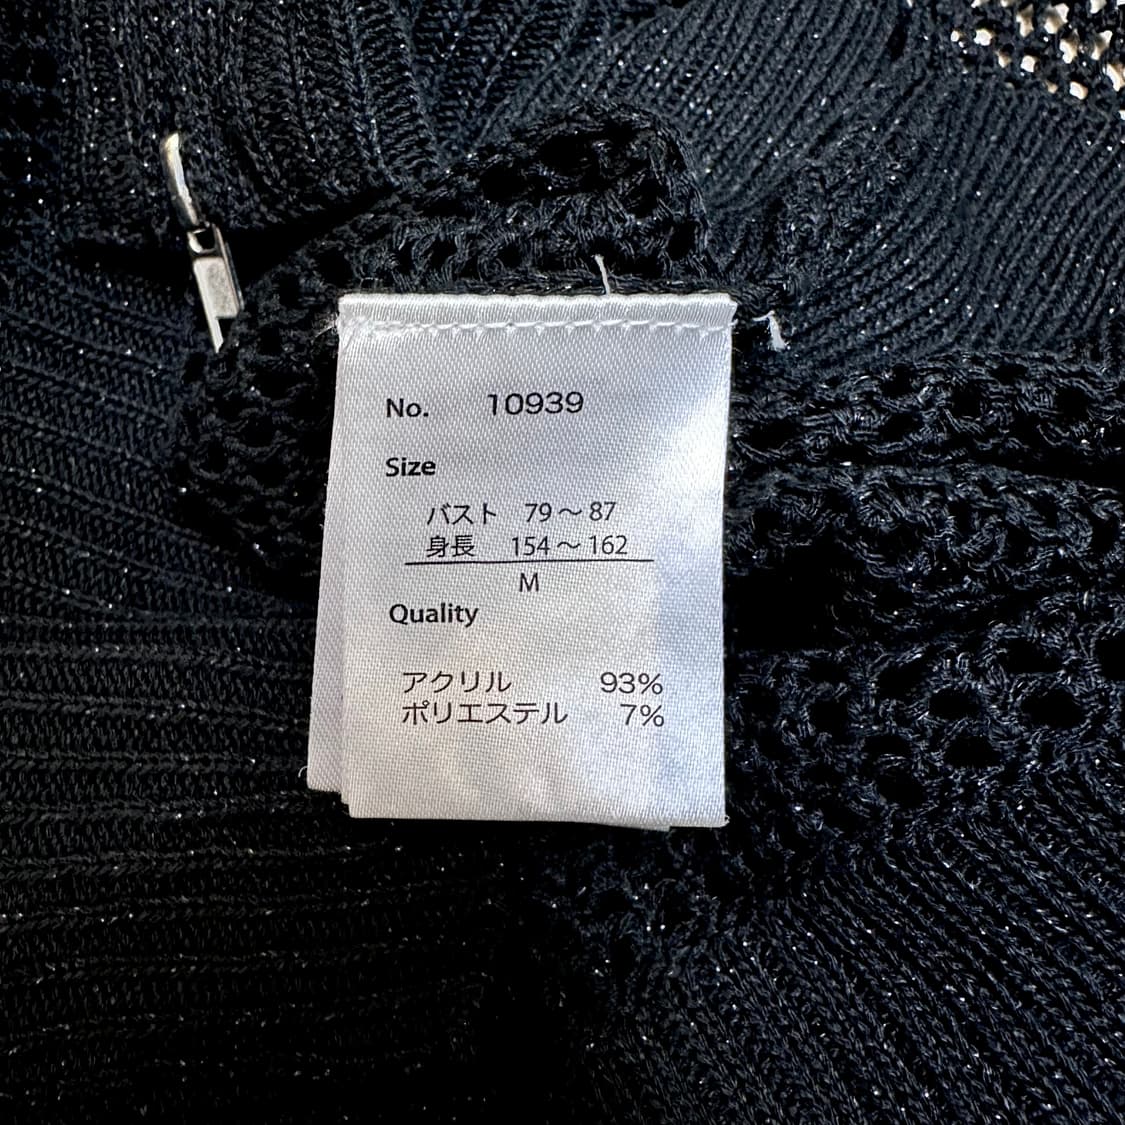 No. 10939
Size
バスト 79～87
身長 154～162
M
Quality
アクリル 93%
ポリエステル 7%